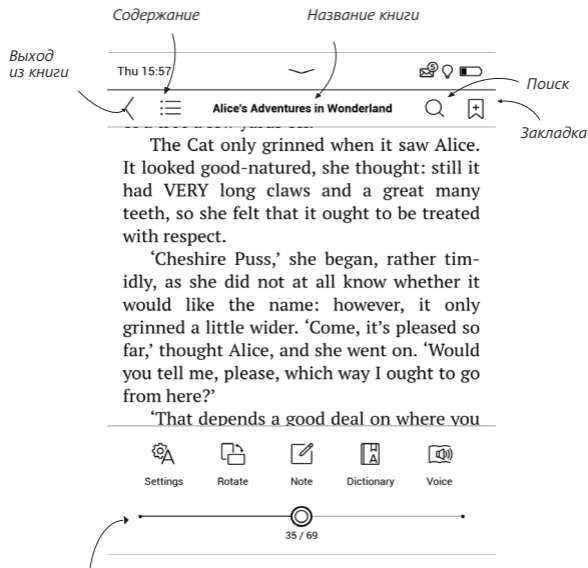 Содержание
Название книги
Выход
из книги
Thu 15:57
5
Поиск
Alice's Adventures in Wonderland
Закладка
The Cat only grinned when it saw Alice.
It looked good-natured, she thought: still it
had VERY long claws and a great many
teeth, so she felt that it ought to be treated
with respect.
‘Cheshire Puss,’ she began, rather tim-
idly, as she did not at all know whether it
would like the name: however, it only
grinned a little wider. ‘Come, it’s pleased so
far,’ thought Alice, and she went on. ‘Would
you tell me, please, which way I ought to go
from here?’
‘That depends a good deal on where you
A
A
Settings Rotate Note Dictionary Voice
35 / 69